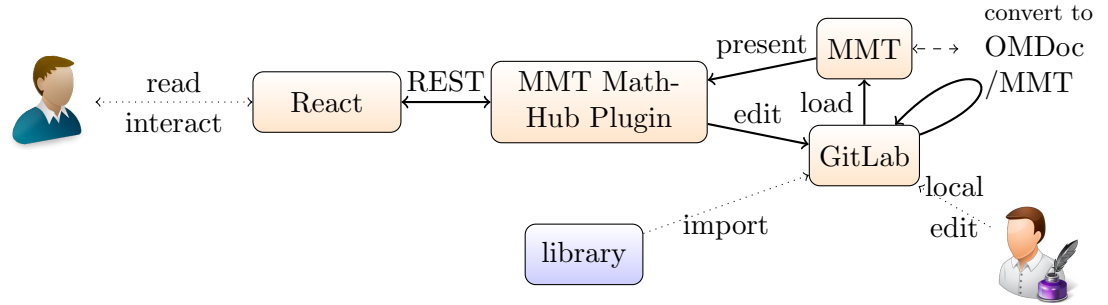 convert to
OMDoc
/MMT
MMT
present
read
interact
React
REST
MMT Math-
Hub Plugin
load
edit
GitLab
local
edit
import
library